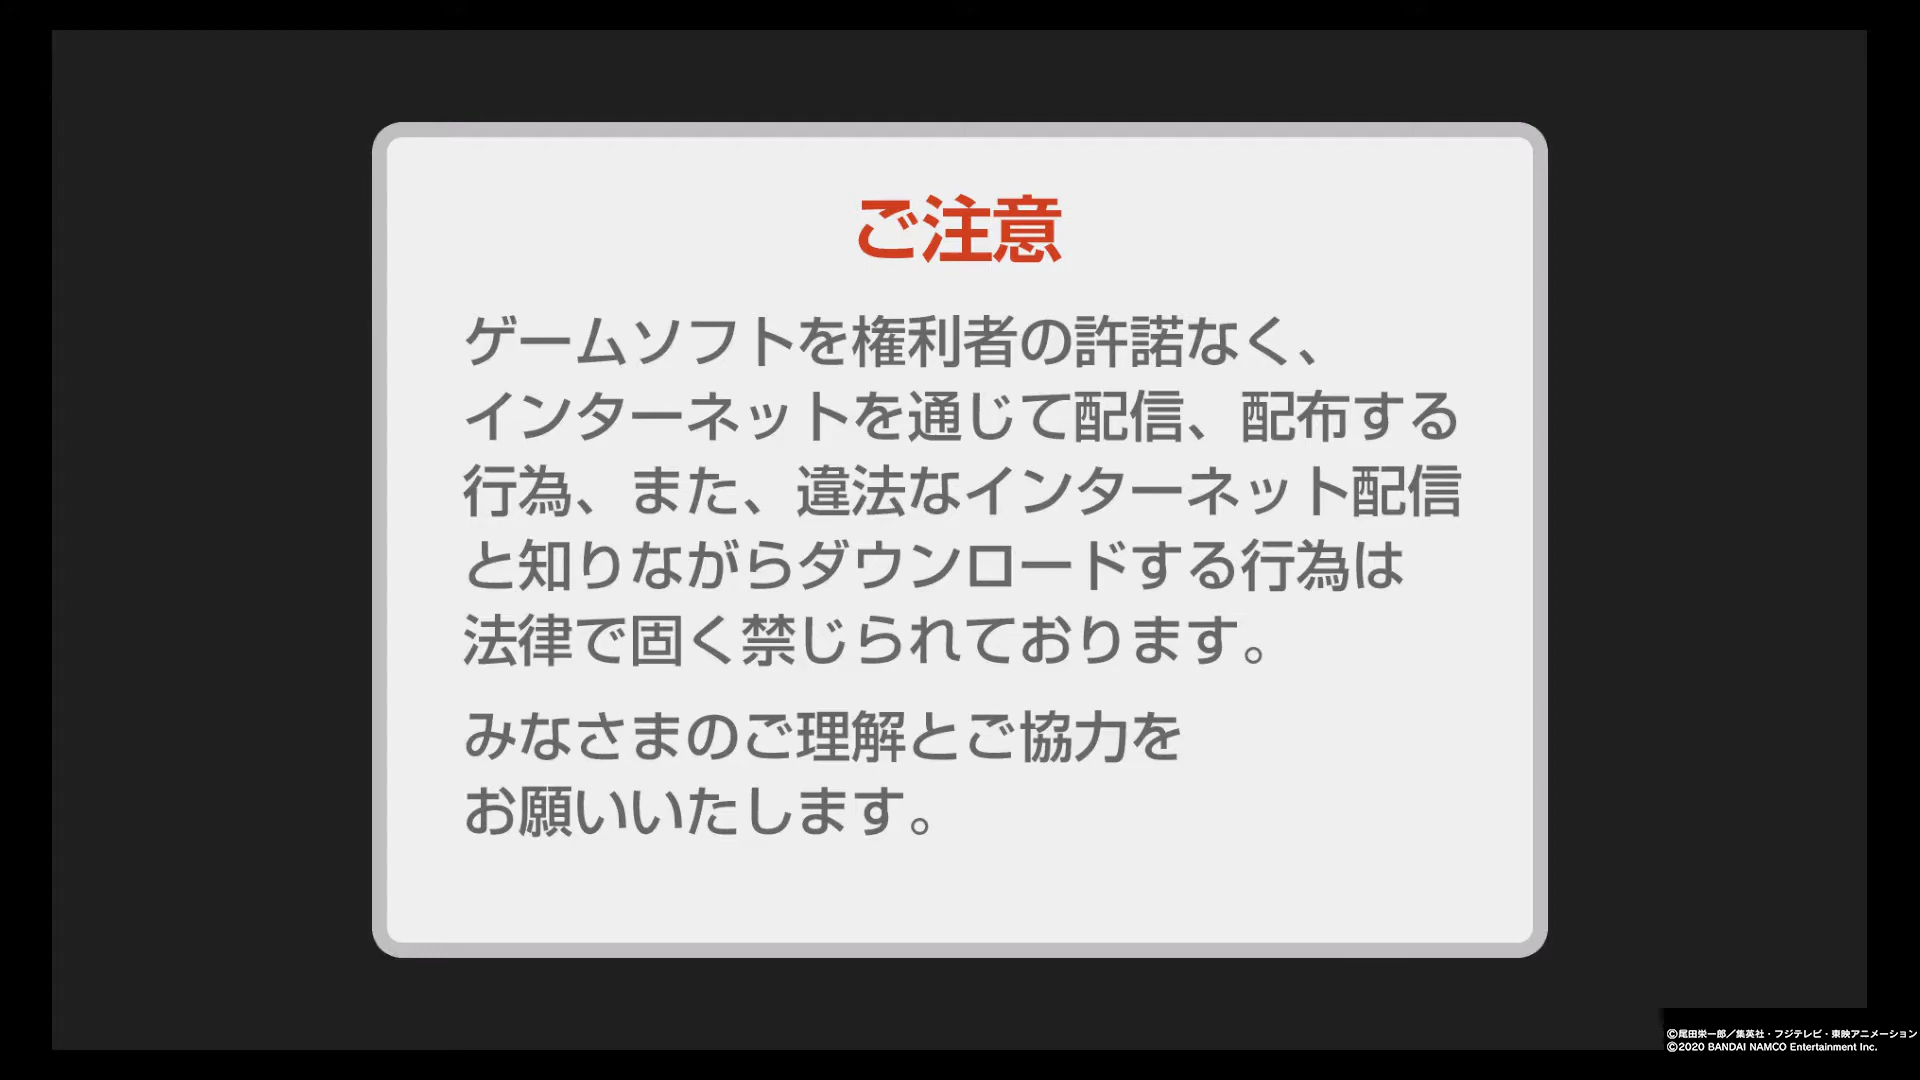 ご注意
ゲームソフトを権利者の許諾なく、
インターネットを通じて配信、配布する
行為、また、違法なインターネット配信
と知りながらダウンロードする行為は
法律で固く禁じられております。
みなさまのご理解とご協力を
お願いいたします。
©尾田栄一郎／集英社・フジテレビ・東映アニメーション
©2020 BANDAI NAMCO Entertainment Inc.